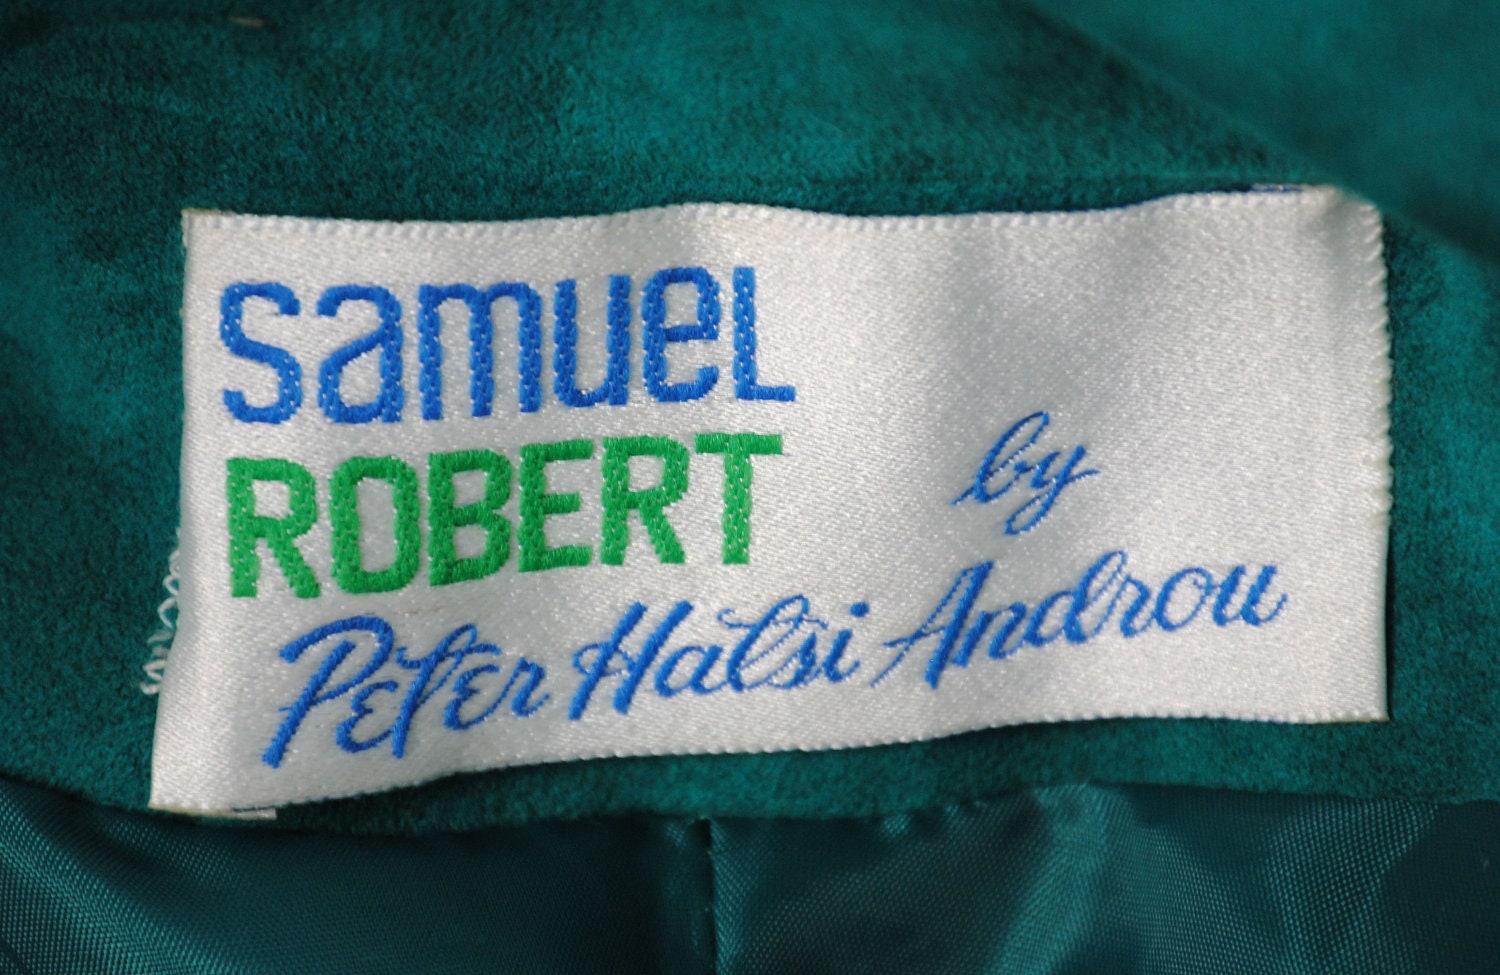 Samuel
ROBERT
by
Peter Halsi Androu